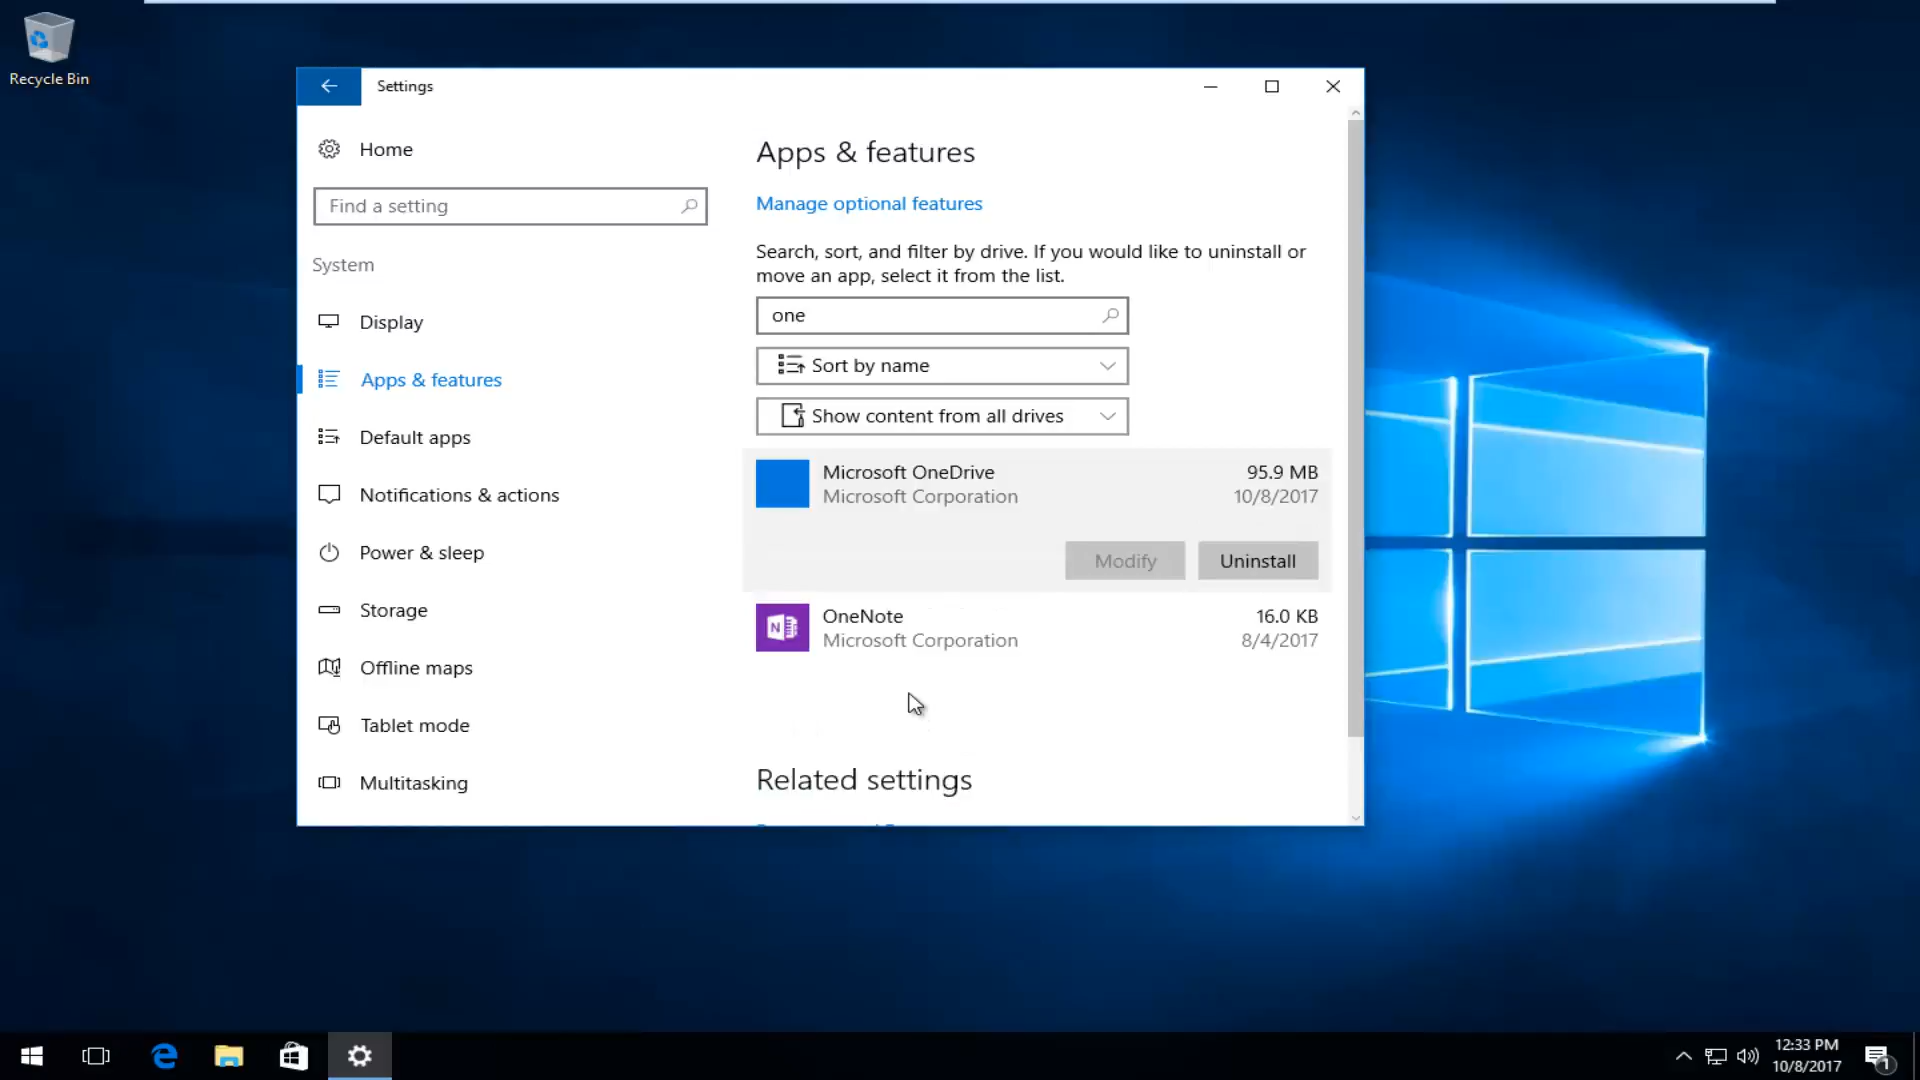 Recycle Bin
Settings
Home
Find a setting
System
Display
Apps & features
Default apps
Notifications & actions
Power & sleep
Storage
Offline maps
Tablet mode
Multitasking
Apps & features
Manage optional features
Search, sort, and filter by drive. If you would like to uninstall or
move an app, select it from the list.
one
Sort by name
Show content from all drives
Microsoft OneDrive 95.9 MB
Microsoft Corporation 10/8/2017
Modify Uninstall
N
OneNote 16.0 KB
Microsoft Corporation 8/4/2017
Related settings
12:33 PM
10/8/2017
1